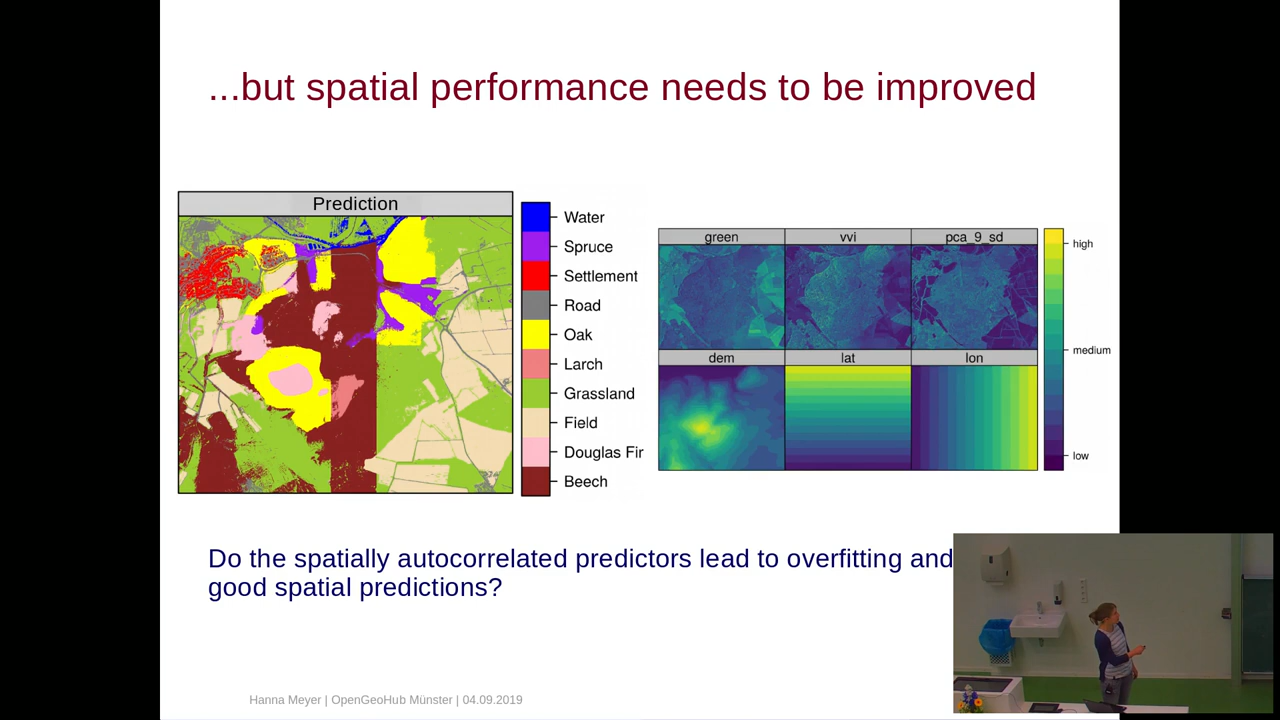 ...but spatial performance needs to be improved
Prediction
Water
Spruce
Settlement
Road
Oak
Larch
Grassland
Field
Douglas Fir
Beech
green
vvi
pca_9_sd
dem
lat
lon
high
medium
low
Do the spatially autocorrelated predictors lead to overfitting and
good spatial predictions?
Hanna Meyer | OpenGeoHub Münster | 04.09.2019